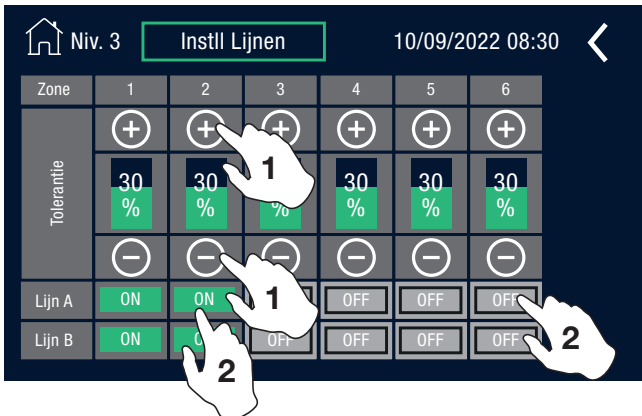 Niv. 3 Instll Lijnen 10/09/2022 08:30
Zone 1 2 3 4 5 6
+ + + + + +
1
Tolerantie
30 30 30 30 30
% % % % % %
− − − − − −
1
Lijn A ON ON OFF OFF OFF
2
Lijn B ON OFF OFF OFF OFF
2